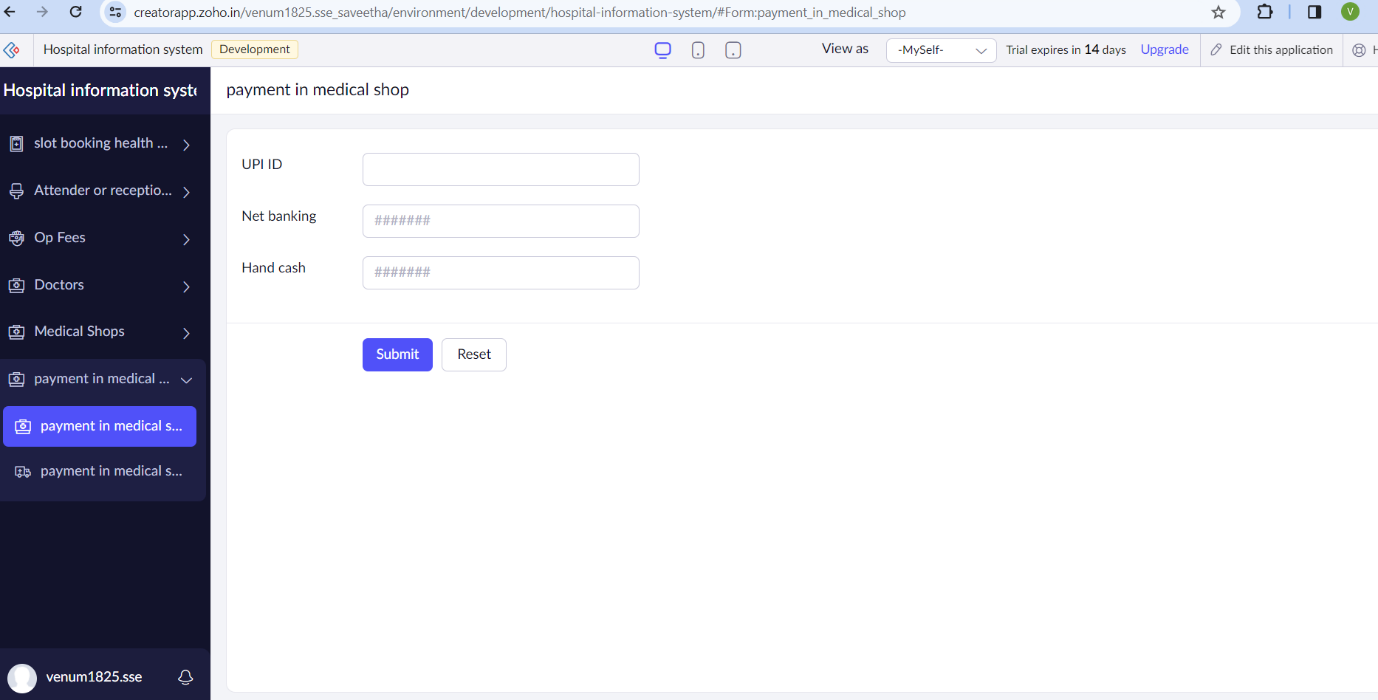 creatorapp.zoho.in/venum1825.sse_saveetha/environment/development/hospital-information-system/#Form:payment_in_medical_shop
V
Hospital information system Development View as -MySelf- Trial expires in 14 days Upgrade Edit this application H
Hospital information syste
payment in medical shop
slot booking health ...
Attender or receptio...
Op Fees
Doctors
Medical Shops
payment in medical ...
payment in medical s...
payment in medical s...
UPI ID
Net banking #######
Hand cash #######
Submit Reset
venum1825.sse